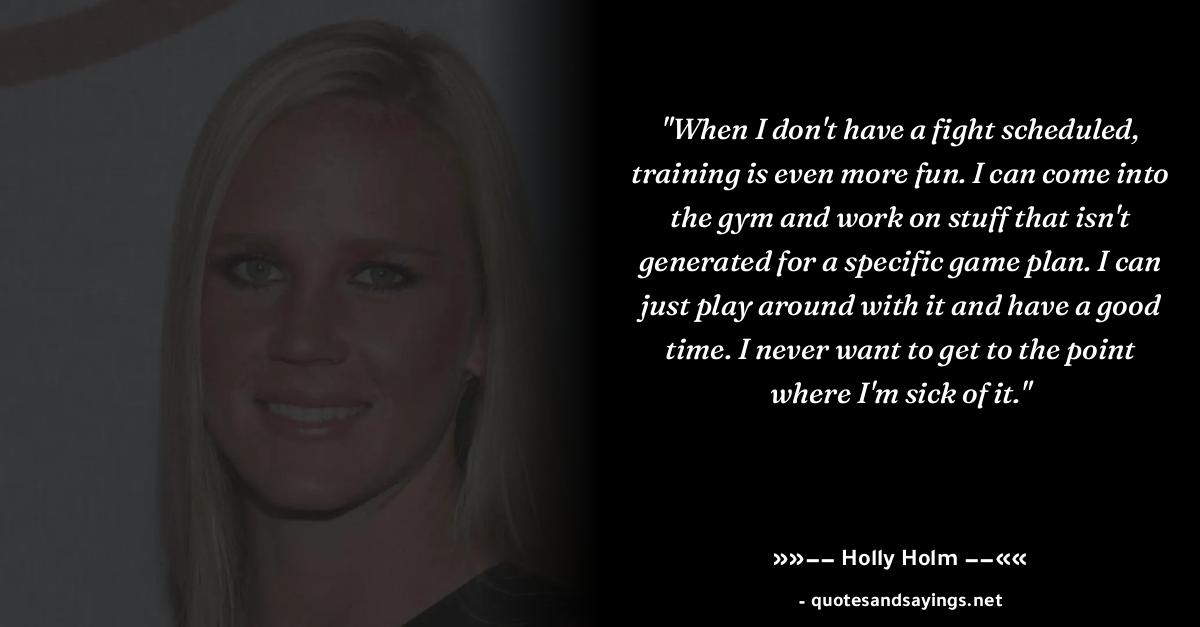 "When I don't have a fight scheduled,
training is even more fun. I can come into
the gym and work on stuff that isn't
generated for a specific game plan. I can
just play around with it and have a good
time. I never want to get to the point
where I'm sick of it."
»»−− Holly Holm −−««
- quotesandsayings.net